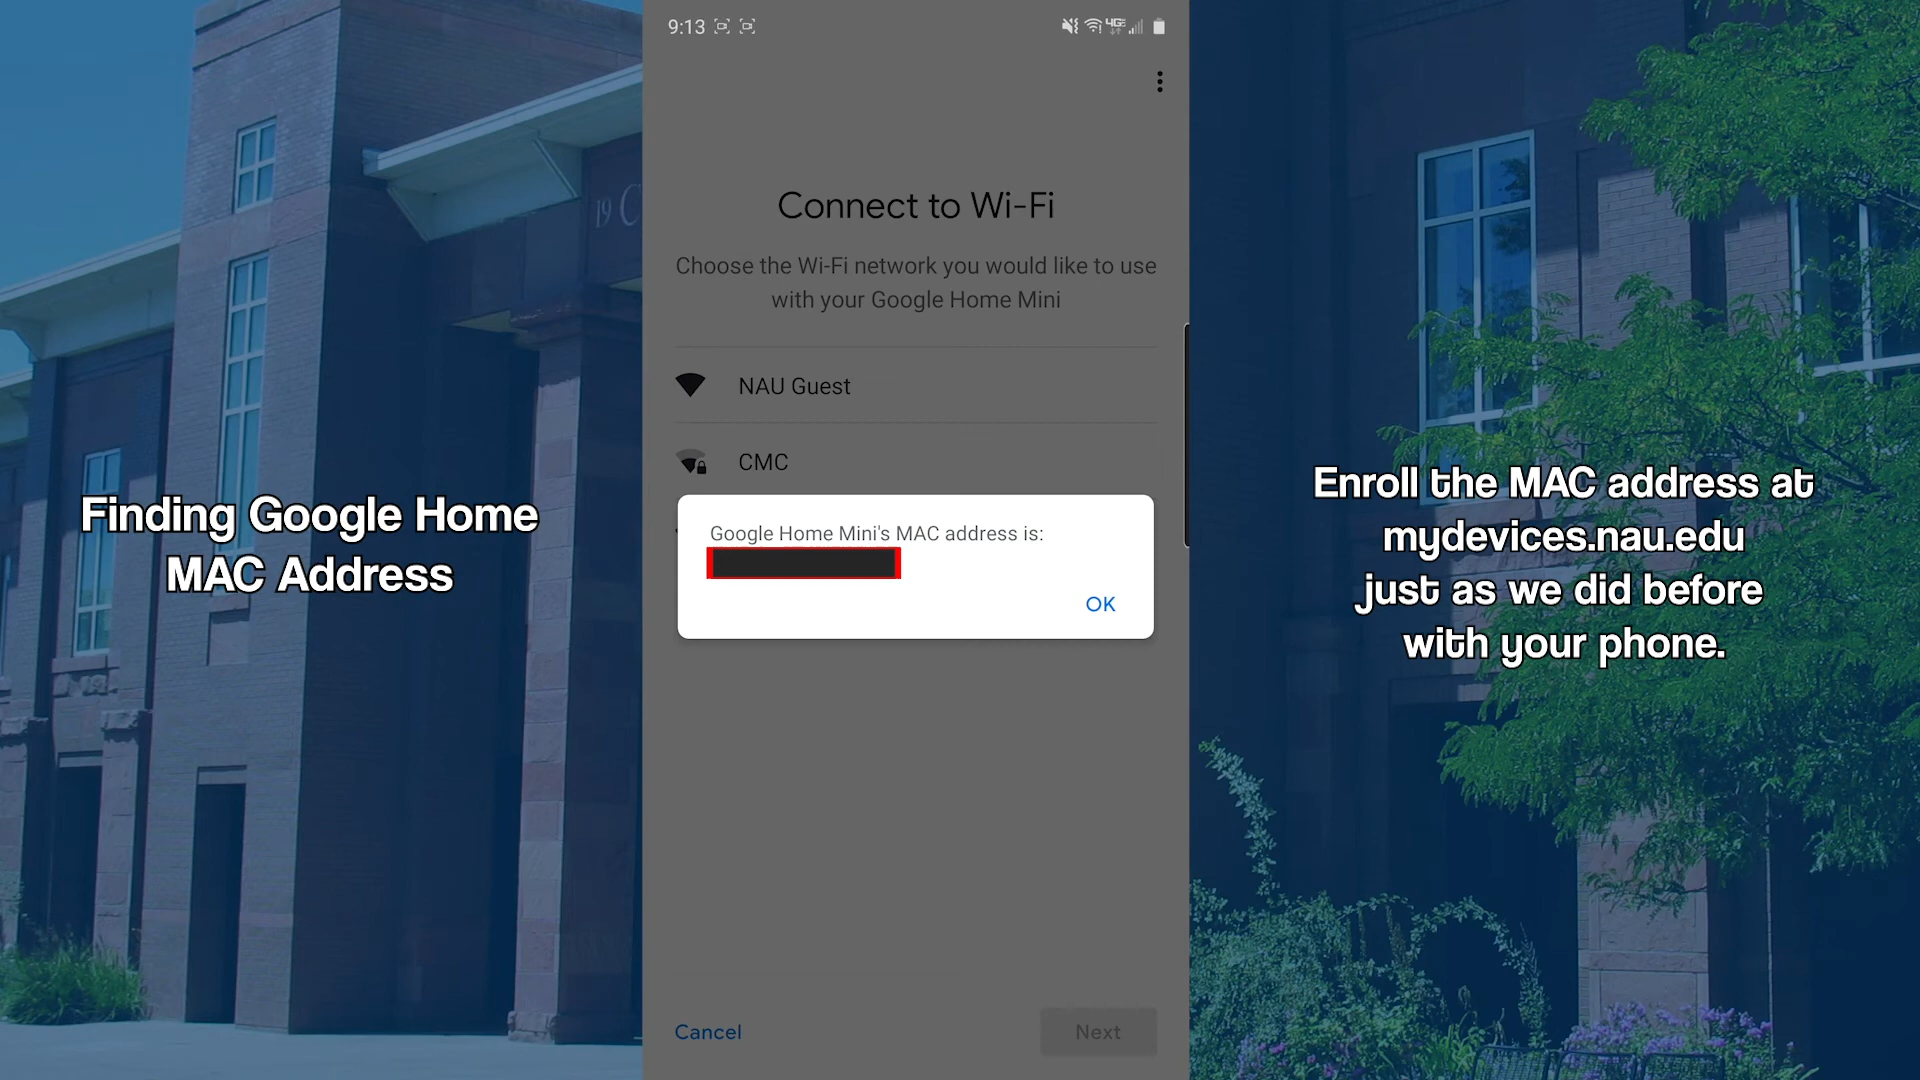 Finding Google Home
MAC Address
19 C
9:13
4G
Connect to Wi-Fi
Choose the Wi-Fi network you would like to use
with your Google Home Mini
NAU Guest
CMC
Google Home Mini's MAC address is:
OK
Cancel
Next
Enroll the MAC address at
mydevices.nau.edu
just as we did before
with your phone.